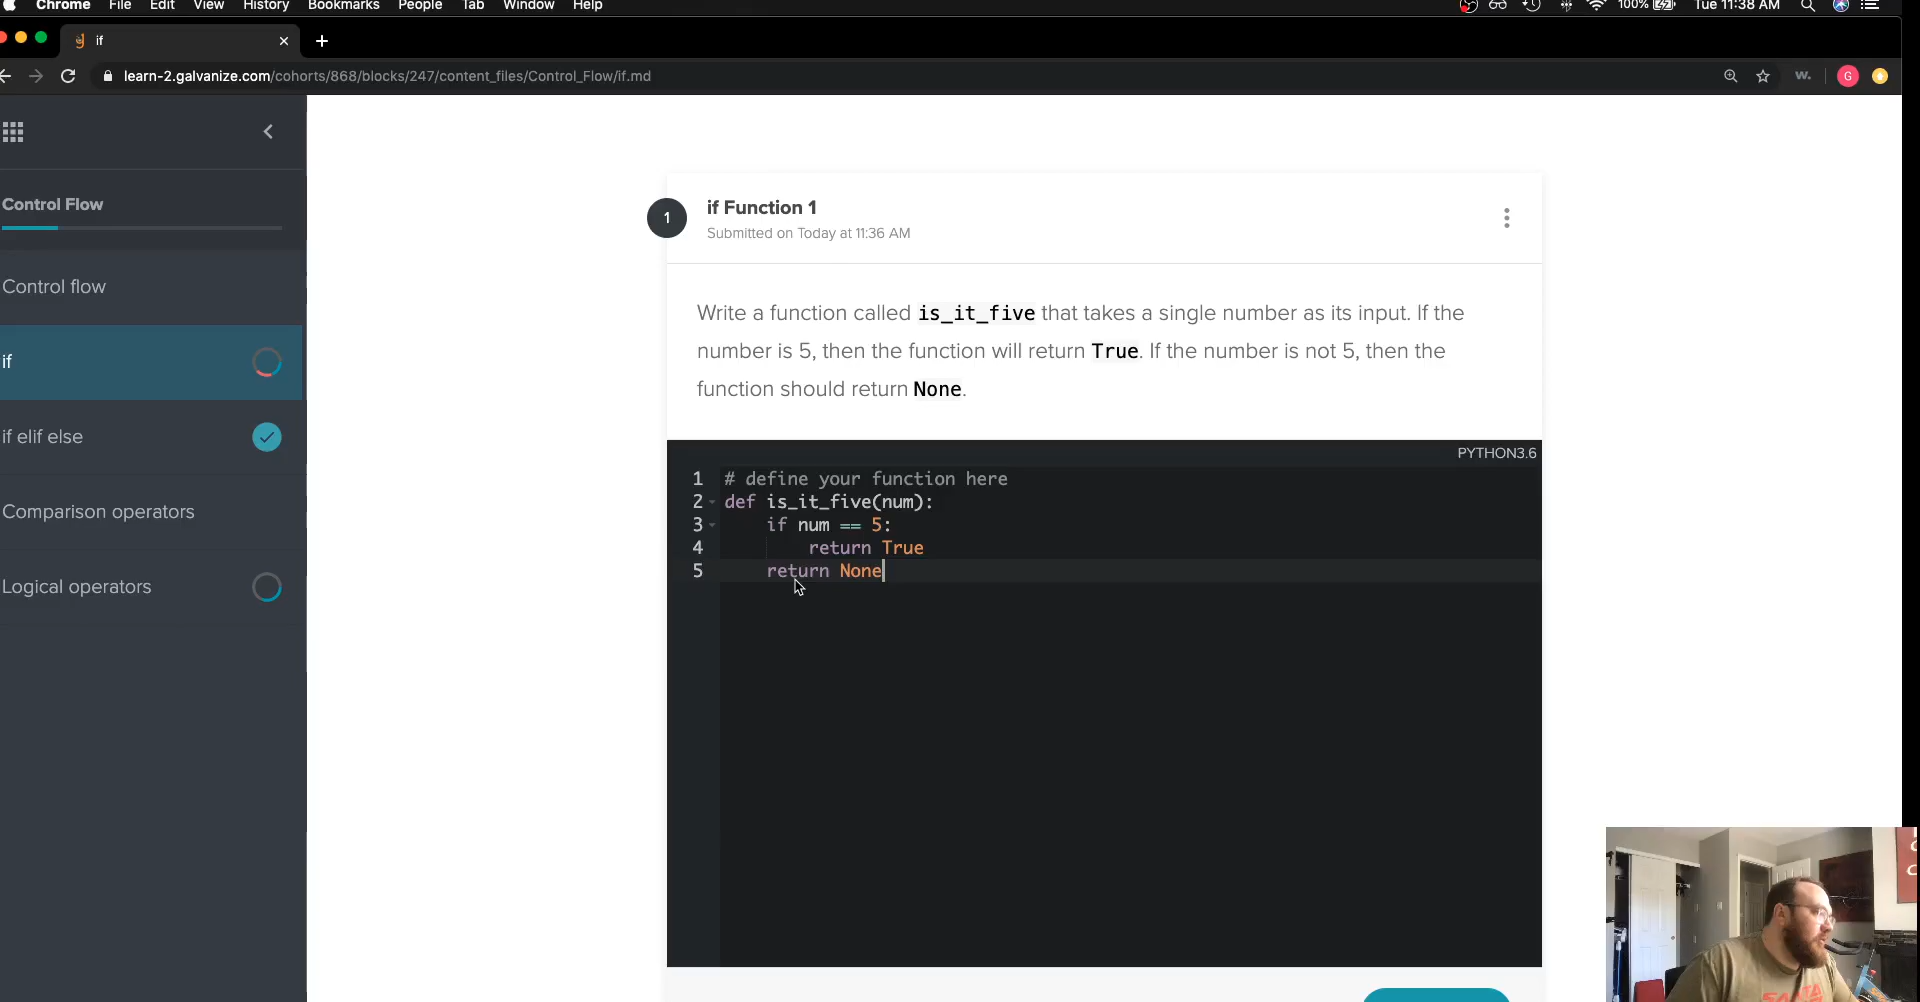 Chrome File Edit View History Bookmarks People Tab Window Help 100% Tue 11:38 AM
if
learn-2.galvanize.com/cohorts/868/blocks/247/content_files/Control_Flow/if.md
w. G
Control Flow
Control flow
if
if elif else
Comparison operators
Logical operators
1
if Function 1
Submitted on Today at 11:36 AM
Write a function called is_it_five that takes a single number as its input. If the
number is 5, then the function will return True. If the number is not 5, then the
function should return None.
PYTHON3.6
1 # define your function here
2 def is_it_five(num):
3 if num == 5:
4 return True
5 return None